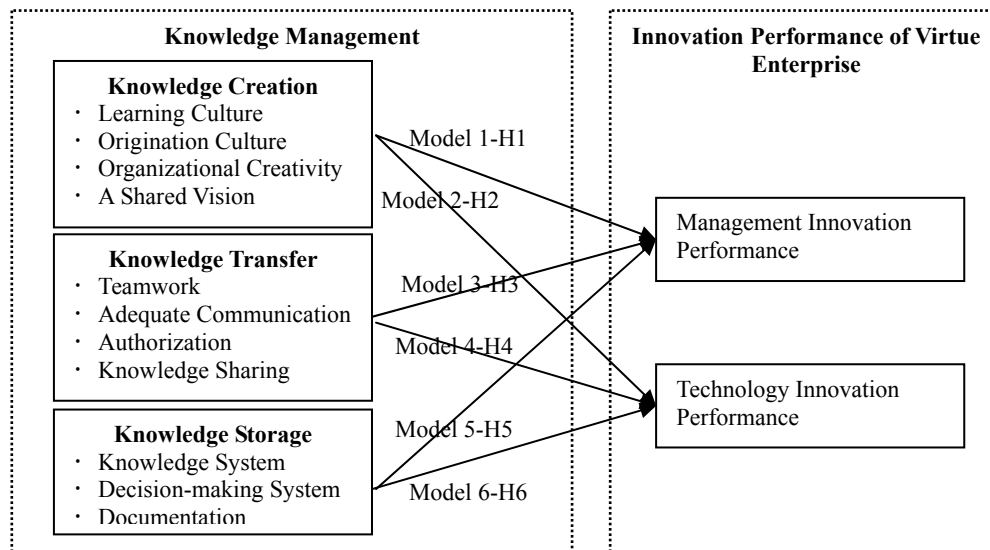 Knowledge Management
Knowledge Creation
· Learning Culture
· Origination Culture
· Organizational Creativity
· A Shared Vision
Knowledge Transfer
· Teamwork
· Adequate Communication
· Authorization
· Knowledge Sharing
Knowledge Storage
· Knowledge System
· Decision-making System
· Documentation
Model 1-H1
Model 2-H2
Model 3-H3
Model 4-H4
Model 5-H5
Model 6-H6
Innovation Performance of Virtue
Enterprise
Management Innovation
Performance
Technology Innovation
Performance